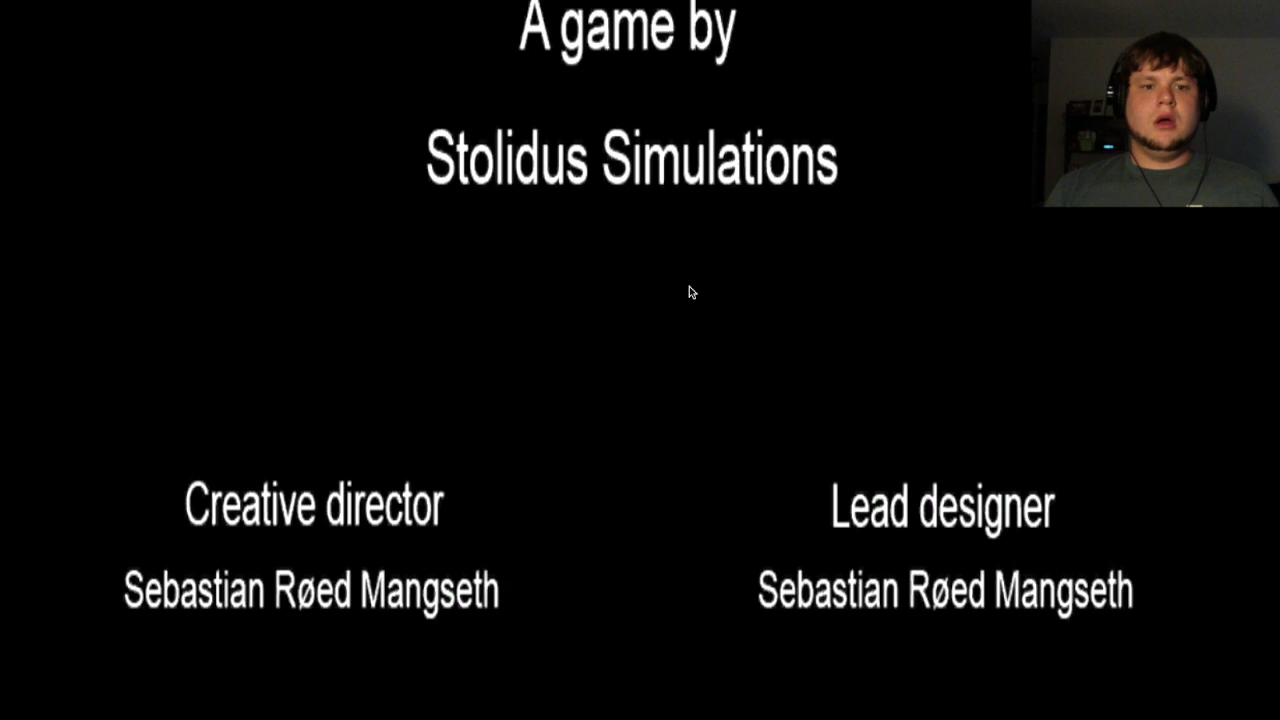 A game by
Stolidus Simulations
Creative director
Lead designer
Sebastian Røed Mangseth
Sebastian Røed Mangseth